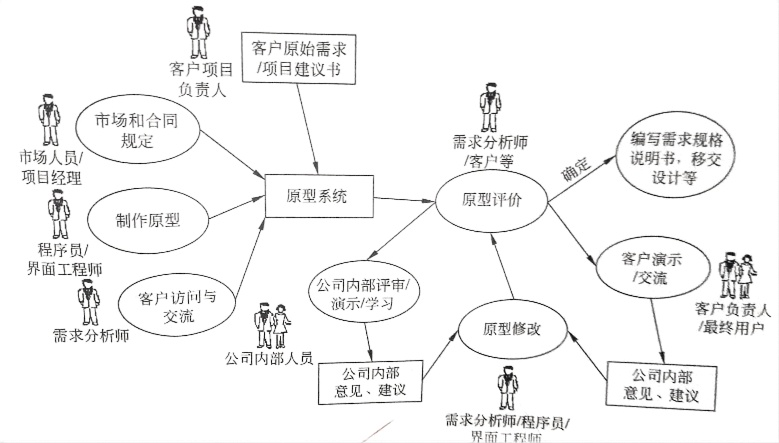 客户项目
负责人
客户原始需求
/项目建议书
市场和合同
规定
市场人员/
项目经理
需求分析师
/客户等
确定
编写需求规格
说明书，移交
设计等
原型系统
原型评价
制作原型
程序员/
界面工程师
公司内部评审/
演示/学习
客户演示
/交流
客户负责人
/最终用户
客户访问与
交流
需求分析师
公司内部人员
原型修改
公司内部
意见、建议
公司内部
意见、建议
需求分析师/程序员/
界面工程师